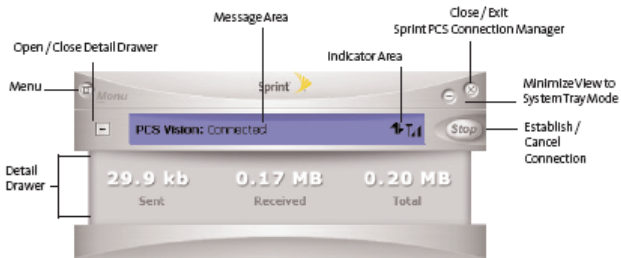 Close / Exit
Sprint PCS Connection Manager
Message Area
Open / Close Detail Drawer
Indicator Area
Menu
Menu
Sprint
Minimize View to
System Tray Mode
PCS Vision: Connected
Stop
Establish /
Cancel
Connection
Detail
Drawer
29.9 kb
0.17 MB
0.20 MB
Sent
Received
Total